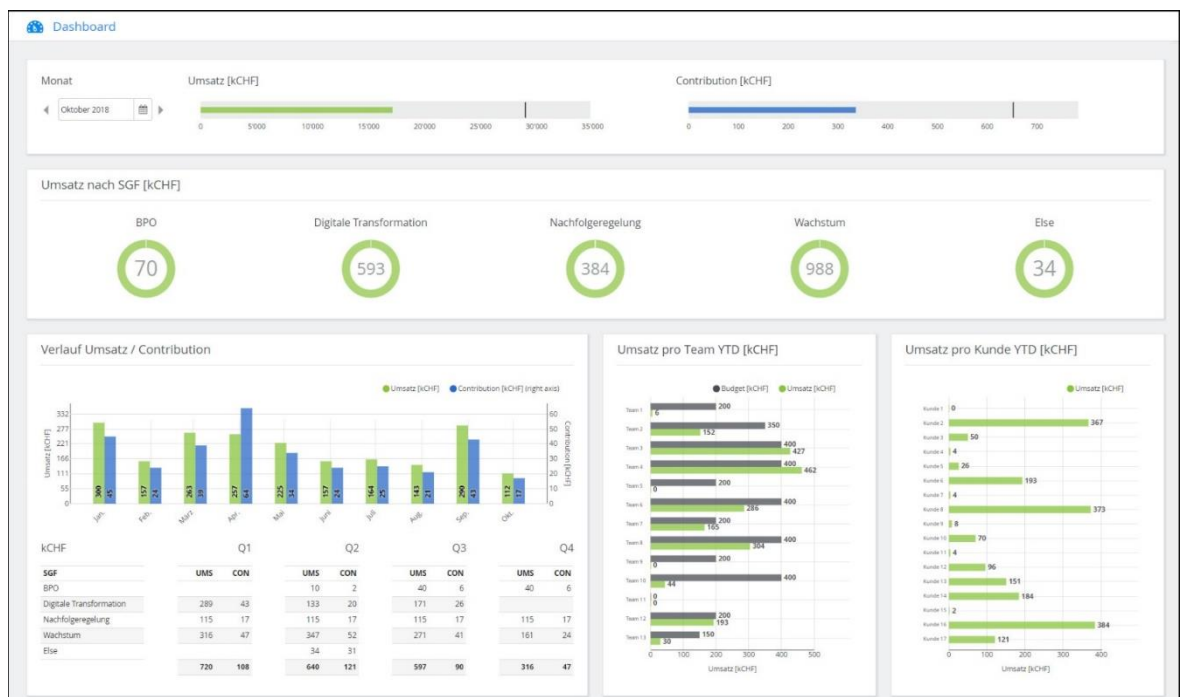 Dashboard
Monat
Umsatz [kCHF]
Contribution [kCHF]
Oktober 2018
0 5'000 10'000 15'000 20'000 25'000 30'000 35'000
0 100 200 300 400 500 600 700
Umsatz nach SGF [kCHF]
BPO Digitale Transformation Nachfolgeregelung Wachstum Else
70 593 384 988 34
Verlauf Umsatz / Contribution
Umsatz [kCHF] Contribution [kCHF] (right axis)
Umsatz [kCHF]
332
277
221
166
111
55
0
Contribution [kCHF]
60
50
40
30
20
10
0
300 45 157 24 263 39 257 64 225 34 157 24 164 25 143 21 290 43 112 17
Jan. Feb. März Apr. Mai Juni Juli Aug. Sep. Okt.
kCHF Q1 Q2 Q3 Q4
SGF UMS CON UMS CON UMS CON UMS CON
BPO 10 2 40 6 40 6
Digitale Transformation 289 43 133 20 171 26
Nachfolgeregelung 115 17 115 17 115 17 115 17
Wachstum 316 47 347 52 271 41 161 24
Else 34 31
720 108 640 121 597 90 316 47
Umsatz pro Team YTD [kCHF]
Budget [kCHF] Umsatz [kCHF]
Team 1 200 6
Team 2 350 152
Team 3 400 427
Team 4 400 462
Team 5 200 0
Team 6 400 286
Team 7 200 165
Team 8 400 304
Team 9 200 0
Team 10 400 44
Team 11 0 0
Team 12 200 193
Team 13 150 30
0 100 200 300 400 500
Umsatz [kCHF]
Umsatz pro Kunde YTD [kCHF]
Umsatz [kCHF]
Kunde 1 0
Kunde 2 367
Kunde 3 50
Kunde 4 4
Kunde 5 26
Kunde 6 193
Kunde 7 4
Kunde 8 373
Kunde 9 8
Kunde 10 70
Kunde 11 4
Kunde 12 96
Kunde 13 151
Kunde 14 184
Kunde 15 2
Kunde 16 384
Kunde 17 121
0 100 200 300 400
Umsatz [kCHF]